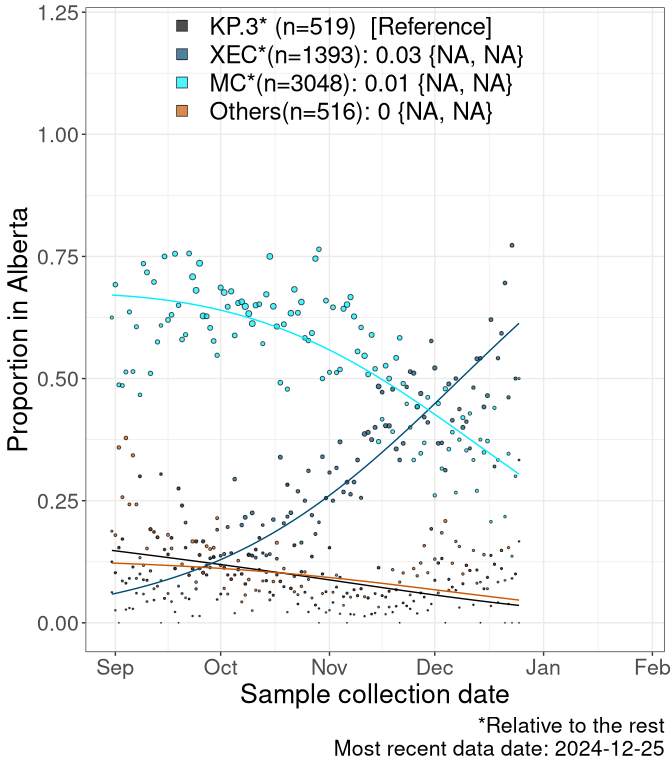 KP.3* (n=519)  [Reference]
XEC*(n=1393): 0.03 {NA, NA}
MC*(n=3048): 0.01 {NA, NA}
Others(n=516): 0 {NA, NA}
1.25
1.00
0.75
0.50
0.25
0.00
Proportion in Alberta
Sep Oct Nov Dec Jan Feb
Sample collection date
*Relative to the rest
Most recent data date: 2024-12-25